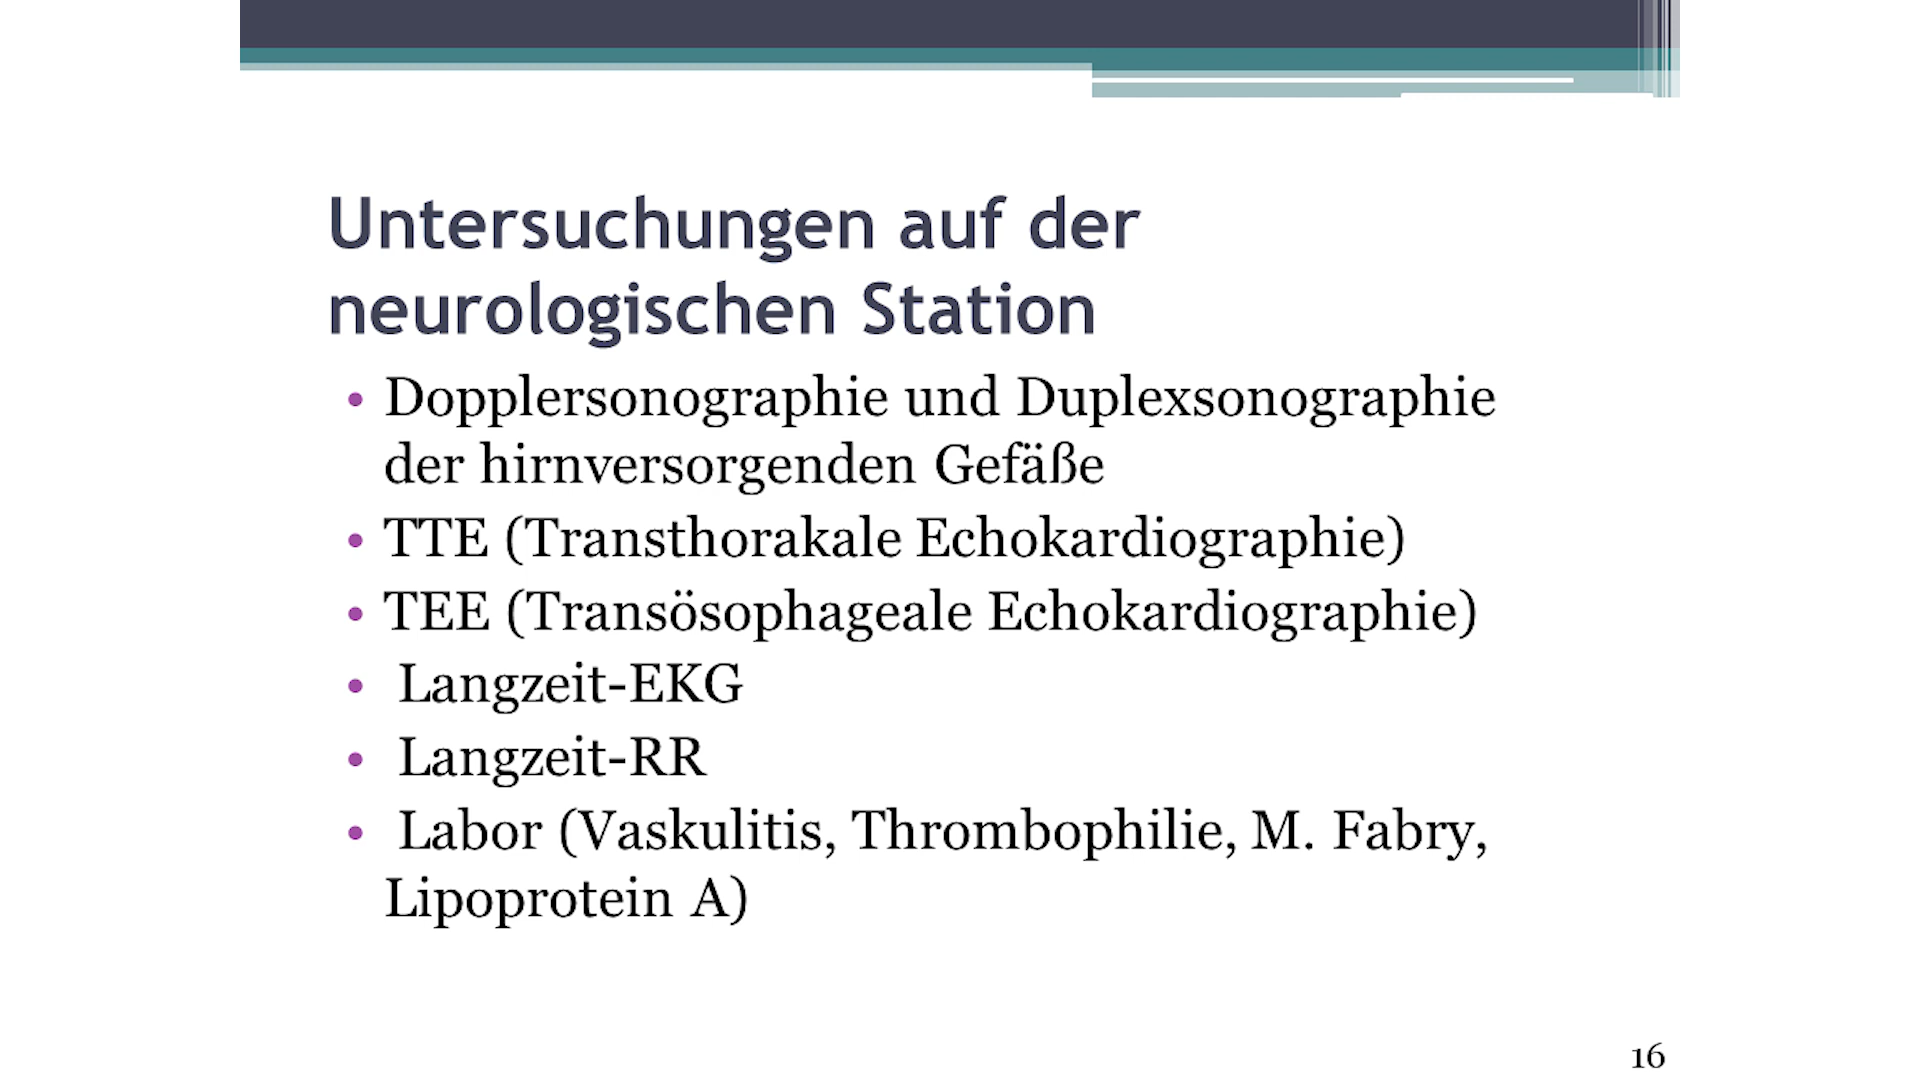 Untersuchungen auf der
neurologischen Station
• Dopplersonographie und Duplexsonographie
der hirnversorgenden Gefäße
• TTE (Transthorakale Echokardiographie)
• TEE (Transösophageale Echokardiographie)
• Langzeit-EKG
• Langzeit-RR
• Labor (Vaskulitis, Thrombophilie, M. Fabry,
Lipoprotein A)
16